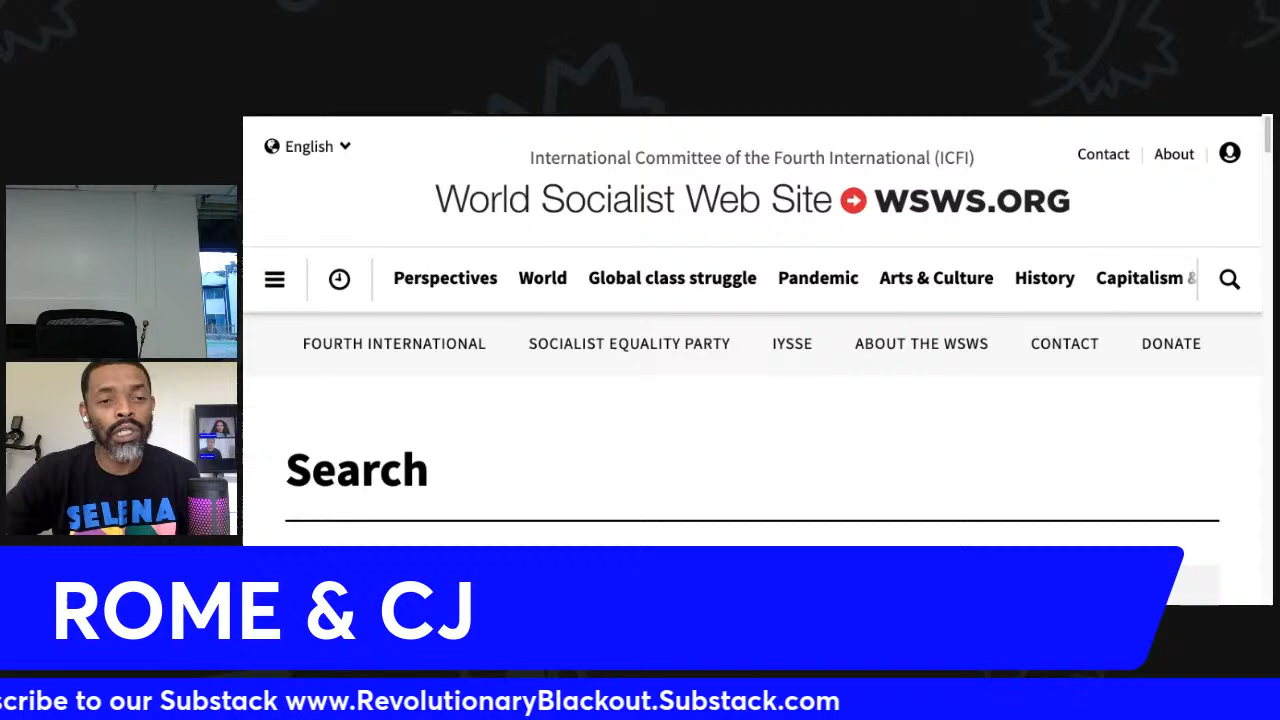 English
International Committee of the Fourth International (ICFI)
Contact
About
World Socialist Web Site WSWS.ORG
Perspectives World Global class struggle Pandemic Arts & Culture History Capitalism &
FOURTH INTERNATIONAL SOCIALIST EQUALITY PARTY IYSSE ABOUT THE WSWS CONTACT DONATE
Search
SELENA
ROME & CJ
scribe to our Substack www.RevolutionaryBlackout.Substack.com